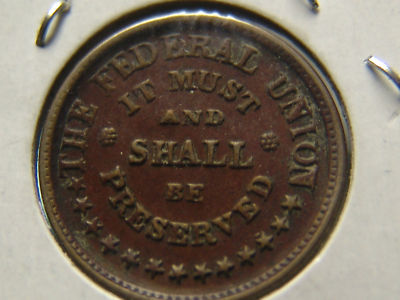 THE FEDERAL UNION
IT MUST
AND
SHALL
BE
PRESERVED